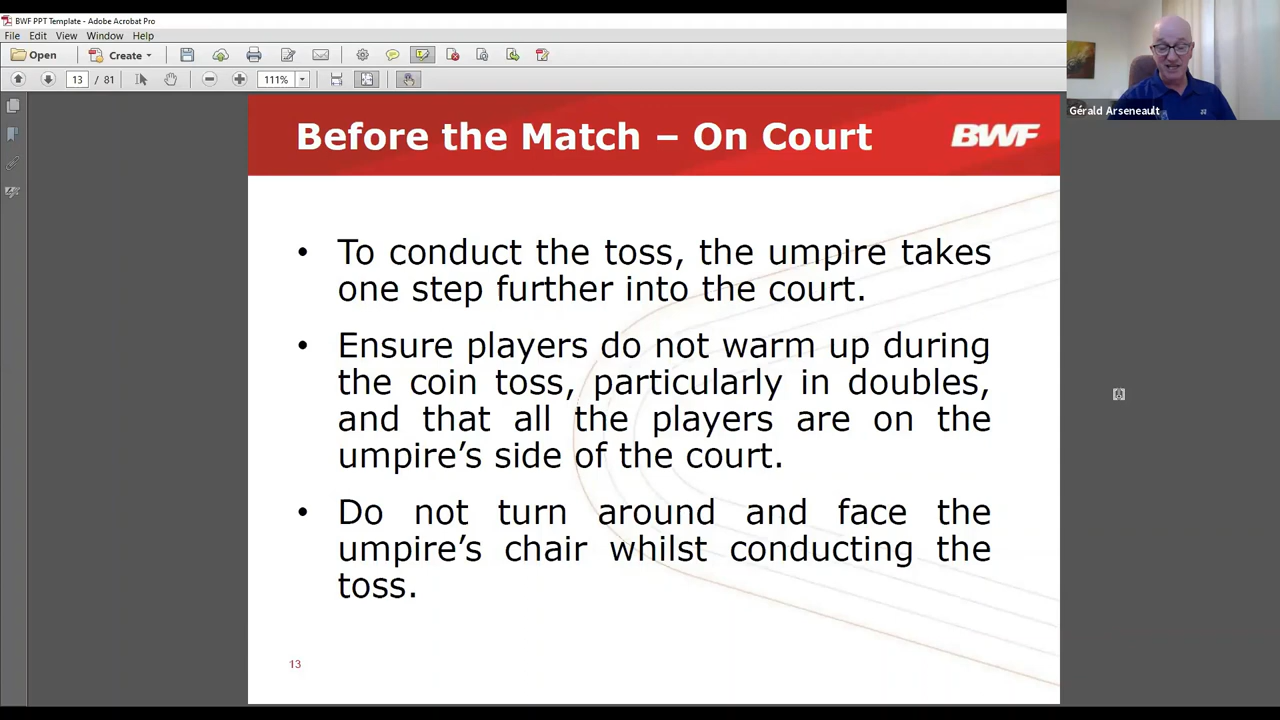 BWF PPT Template - Adobe Acrobat Pro
File Edit View Window Help
Open Create
13 / 81 111%
Gérald Arseneault
Before the Match – On Court
BWF
• To conduct the toss, the umpire takes
one step further into the court.
• Ensure players do not warm up during
the coin toss, particularly in doubles,
and that all the players are on the
umpire’s side of the court.
• Do not turn around and face the
umpire’s chair whilst conducting the
toss.
13